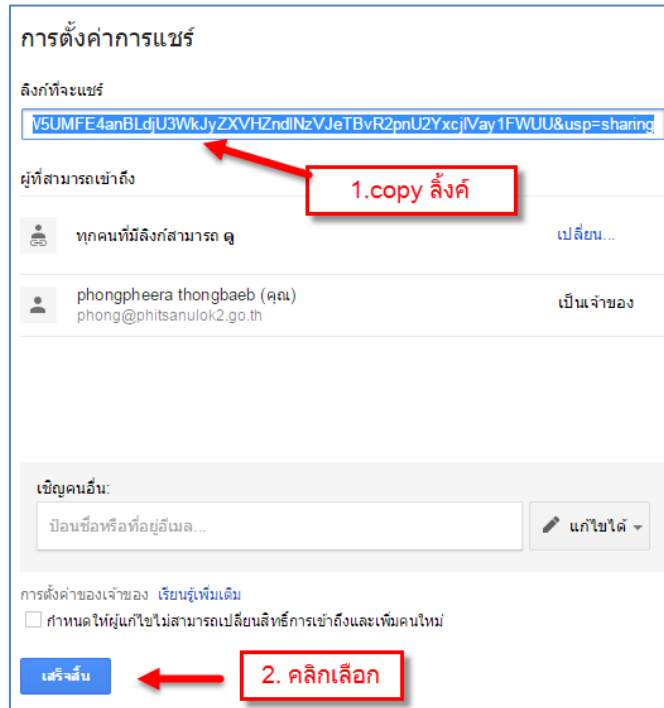 การตั้งค่าการแชร์
ลิงก์ที่จะแชร์
V5UMFE4anBLdjU3WkJyZXVHZndlNzVJeTBvR2pnU2YxcjlVay1FWUU&usp=sharing
1.copy ลิ้งค์
ผู้ที่สามารถเข้าถึง
ทุกคนที่มีลิงก์สามารถ ดู เปลี่ยน...
phongpheera thongbaeb (คุณ) เป็นเจ้าของ
phong@phitsanulok2.go.th
เชิญคนอื่น:
ป้อนชื่อหรือที่อยู่อีเมล... แก้ไขได้
การตั้งค่าของเจ้าของ เรียนรู้เพิ่มเติม
กำหนดให้ผู้แก้ไขไม่สามารถเปลี่ยนสิทธิ์การเข้าถึงและเพิ่มคนใหม่
เสร็จสิ้น 2. คลิกเลือก